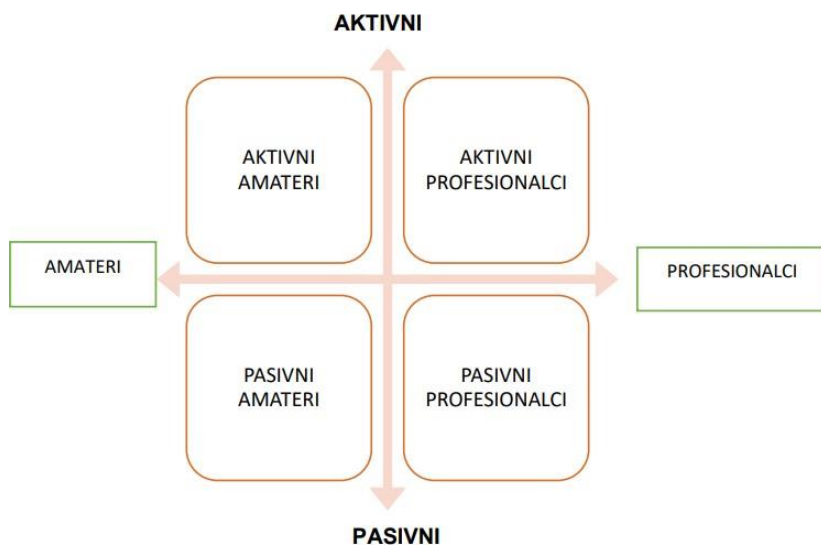 AKTIVNI
AKTIVNI
AMATERI
AKTIVNI
PROFESIONALCI
AMATERI
PROFESIONALCI
PASIVNI
AMATERI
PASIVNI
PROFESIONALCI
PASIVNI